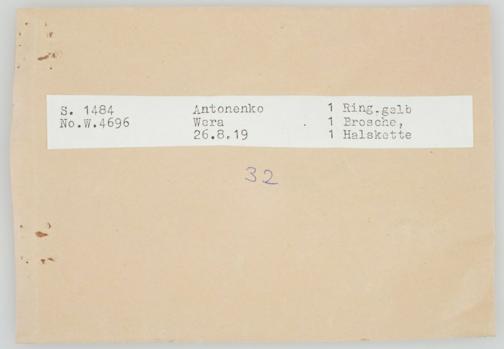 S. 1484 Antonenko 1 Ring.gelb
No.W.4696 Wera 1 Brosche,
26.8.19 1 Halskette
32